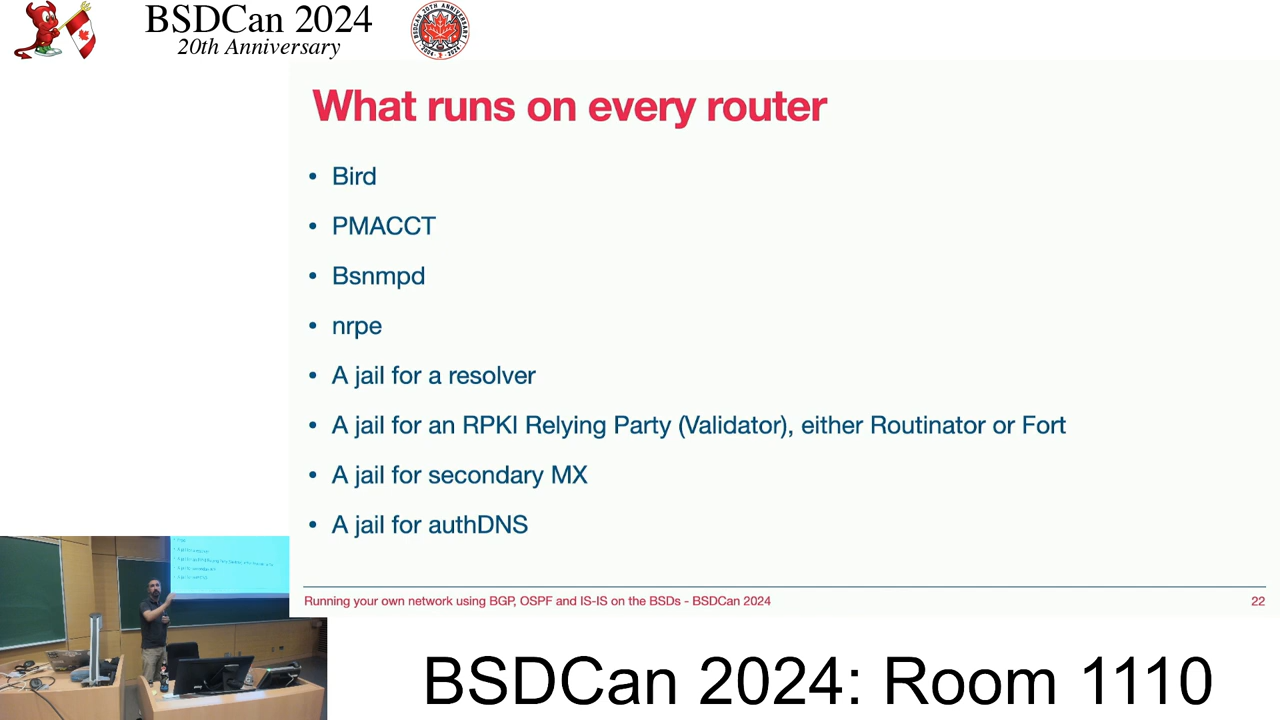 BSDCan 2024
20th Anniversary
What runs on every router
• Bird
• PMACCT
• Bsnmpd
• nrpe
• A jail for a resolver
• A jail for an RPKI Relying Party (Validator), either Routinator or Fort
• A jail for secondary MX
• A jail for authDNS
Running your own network using BGP, OSPF and IS-IS on the BSDs - BSDCan 2024
22
BSDCan 2024: Room 1110